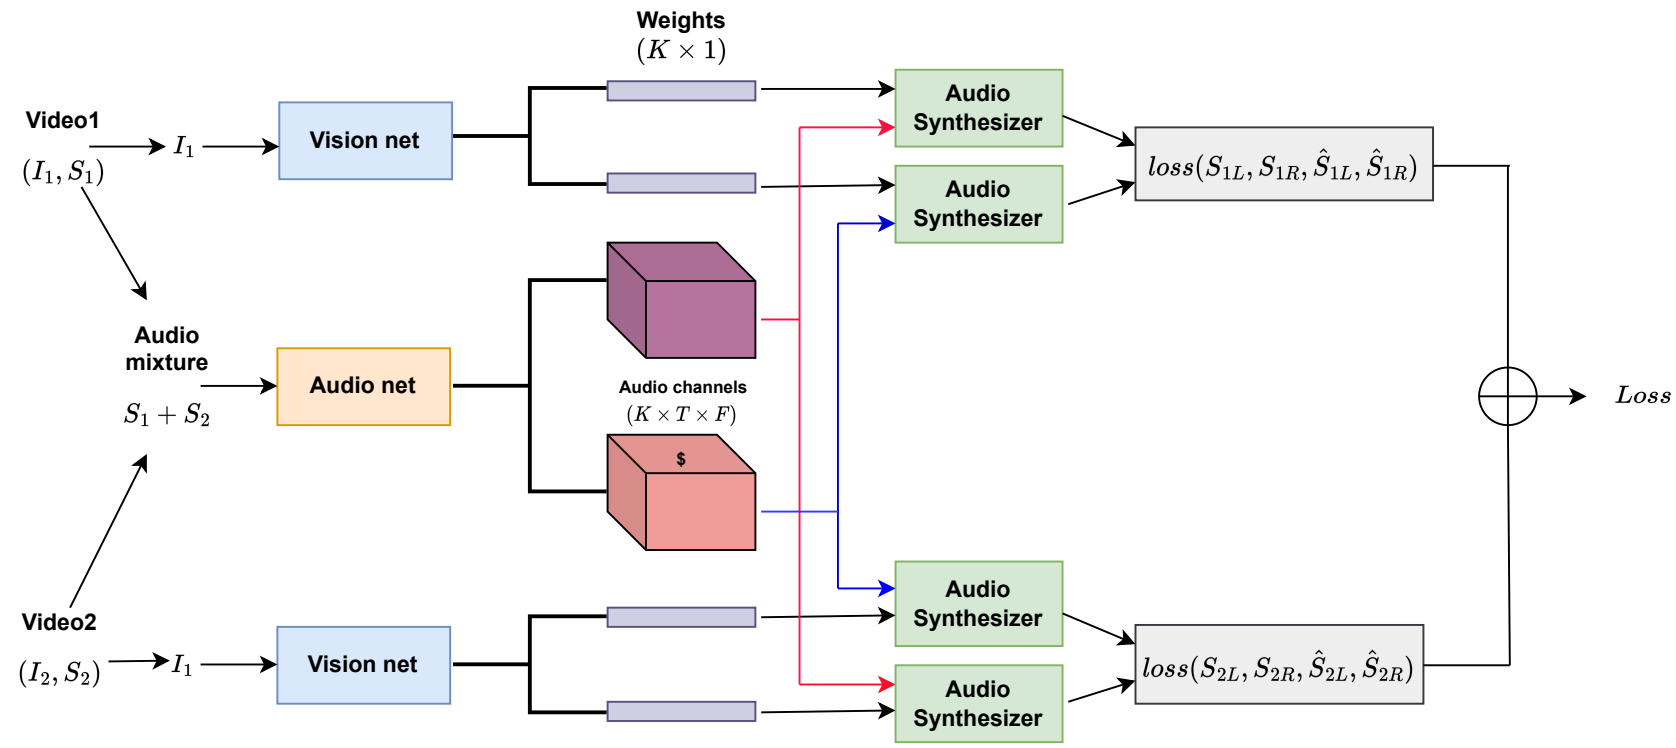 Weights
(K × 1)
Video1
(I₁, S₁)
I₁
Vision net
Audio
Synthesizer
Audio
Synthesizer
loss(S₁L, S₁R, Ŝ₁L, Ŝ₁R)
Audio
mixture
S₁ + S₂
Audio net
Audio channels
(K × T × F)
$
Loss
Video2
(I₂, S₂)
I₁
Vision net
Audio
Synthesizer
Audio
Synthesizer
loss(S₂L, S₂R, Ŝ₂L, Ŝ₂R)